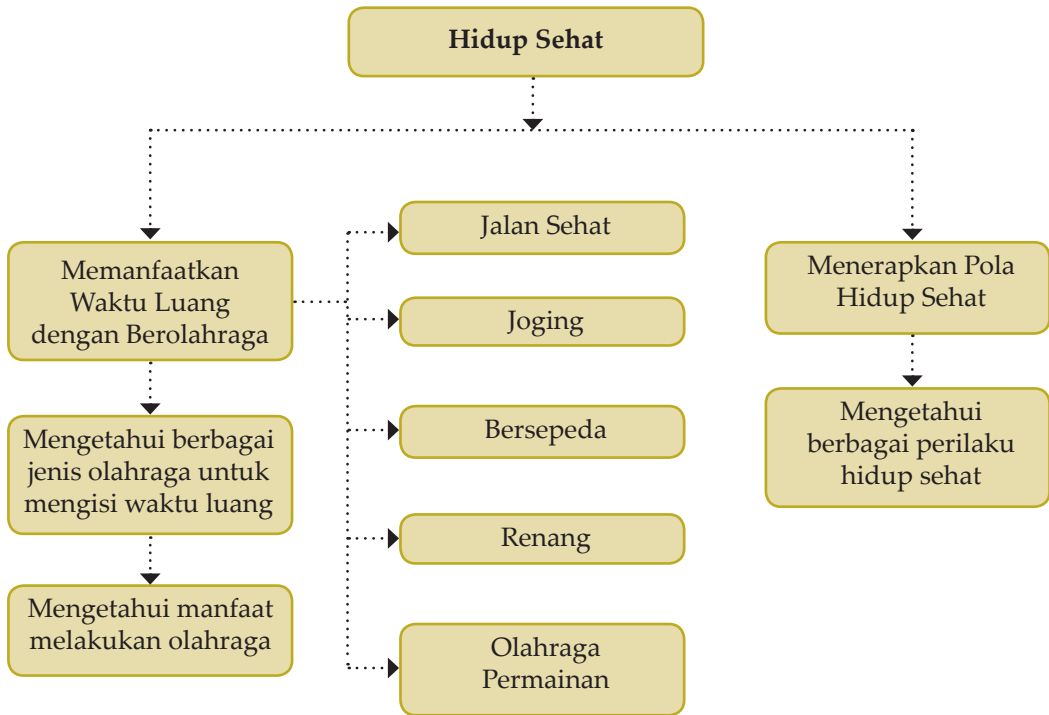 Hidup Sehat
Memanfaatkan
Waktu Luang
dengan Berolahraga
Mengetahui berbagai
jenis olahraga untuk
mengisi waktu luang
Mengetahui manfaat
melakukan olahraga
Jalan Sehat
Joging
Bersepeda
Renang
Olahraga
Permainan
Menerapkan Pola
Hidup Sehat
Mengetahui
berbagai perilaku
hidup sehat